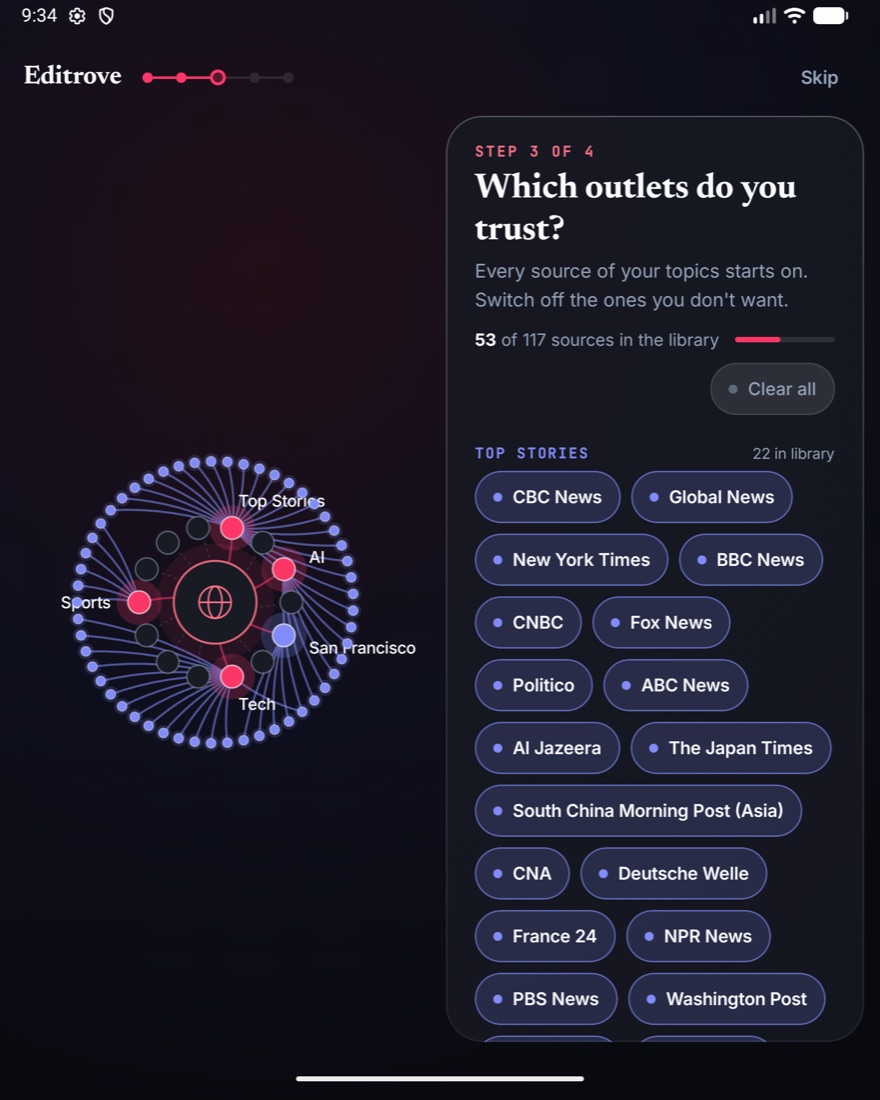 9:34
Editrove
Skip
STEP 3 OF 4
Which outlets do you
trust?
Every source of your topics starts on.
Switch off the ones you don't want.
53 of 117 sources in the library
Clear all
TOP STORIES 22 in library
CBC News Global News
New York Times BBC News
CNBC Fox News
Politico ABC News
Al Jazeera The Japan Times
South China Morning Post (Asia)
CNA Deutsche Welle
France 24 NPR News
PBS News Washington Post
Top Stories
AI
Sports
San Francisco
Tech